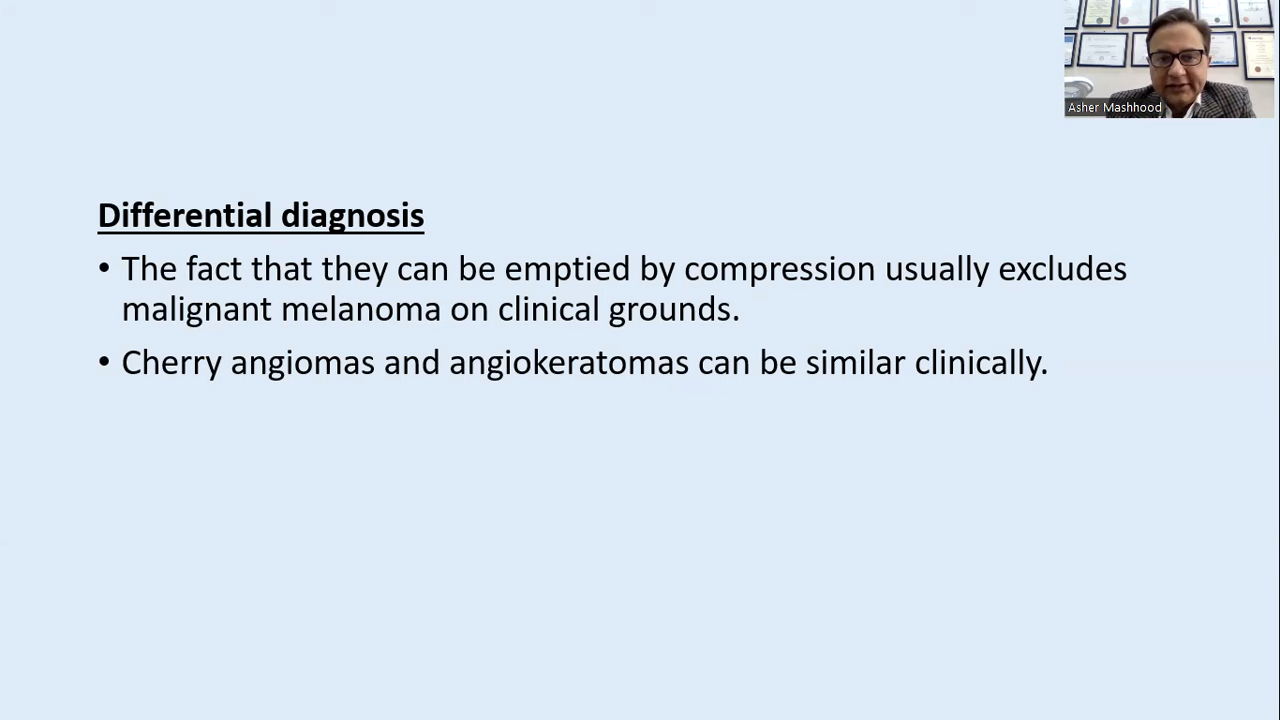 Asher Mashhood
Differential diagnosis
• The fact that they can be emptied by compression usually excludes
malignant melanoma on clinical grounds.
• Cherry angiomas and angiokeratomas can be similar clinically.